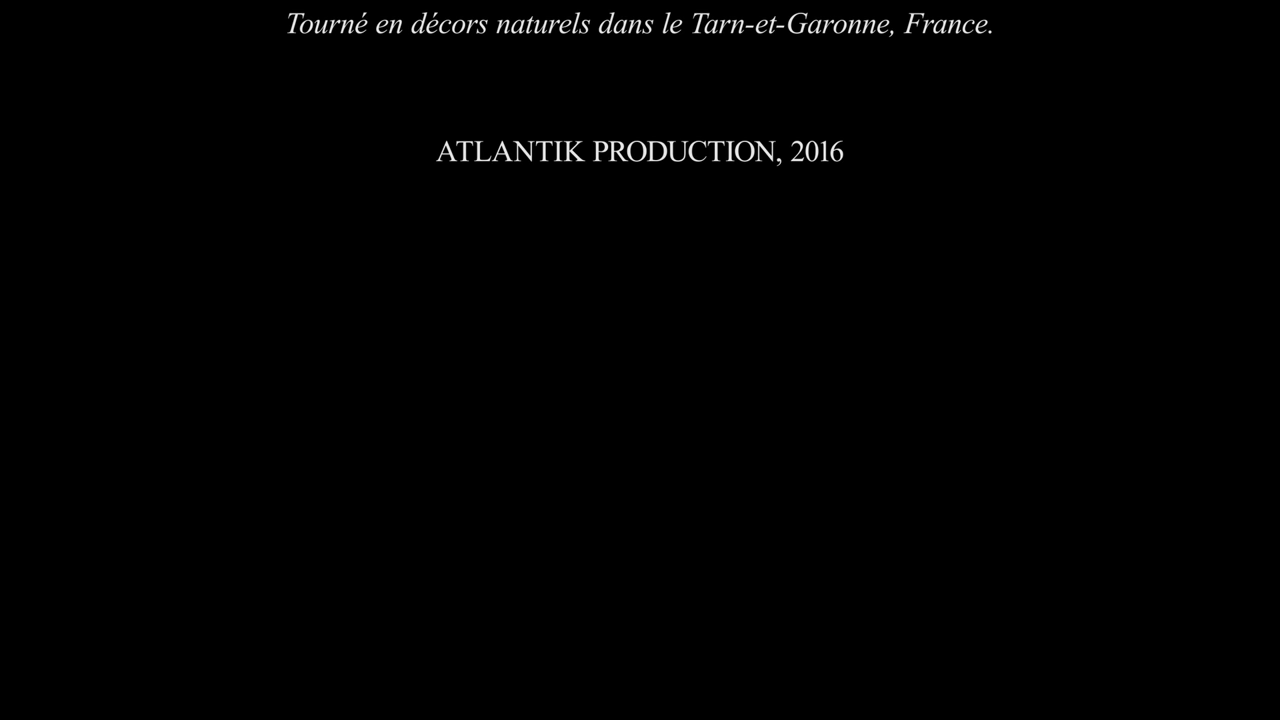 Tourné en décors naturels dans le Tarn-et-Garonne, France.
ATLANTIK PRODUCTION, 2016